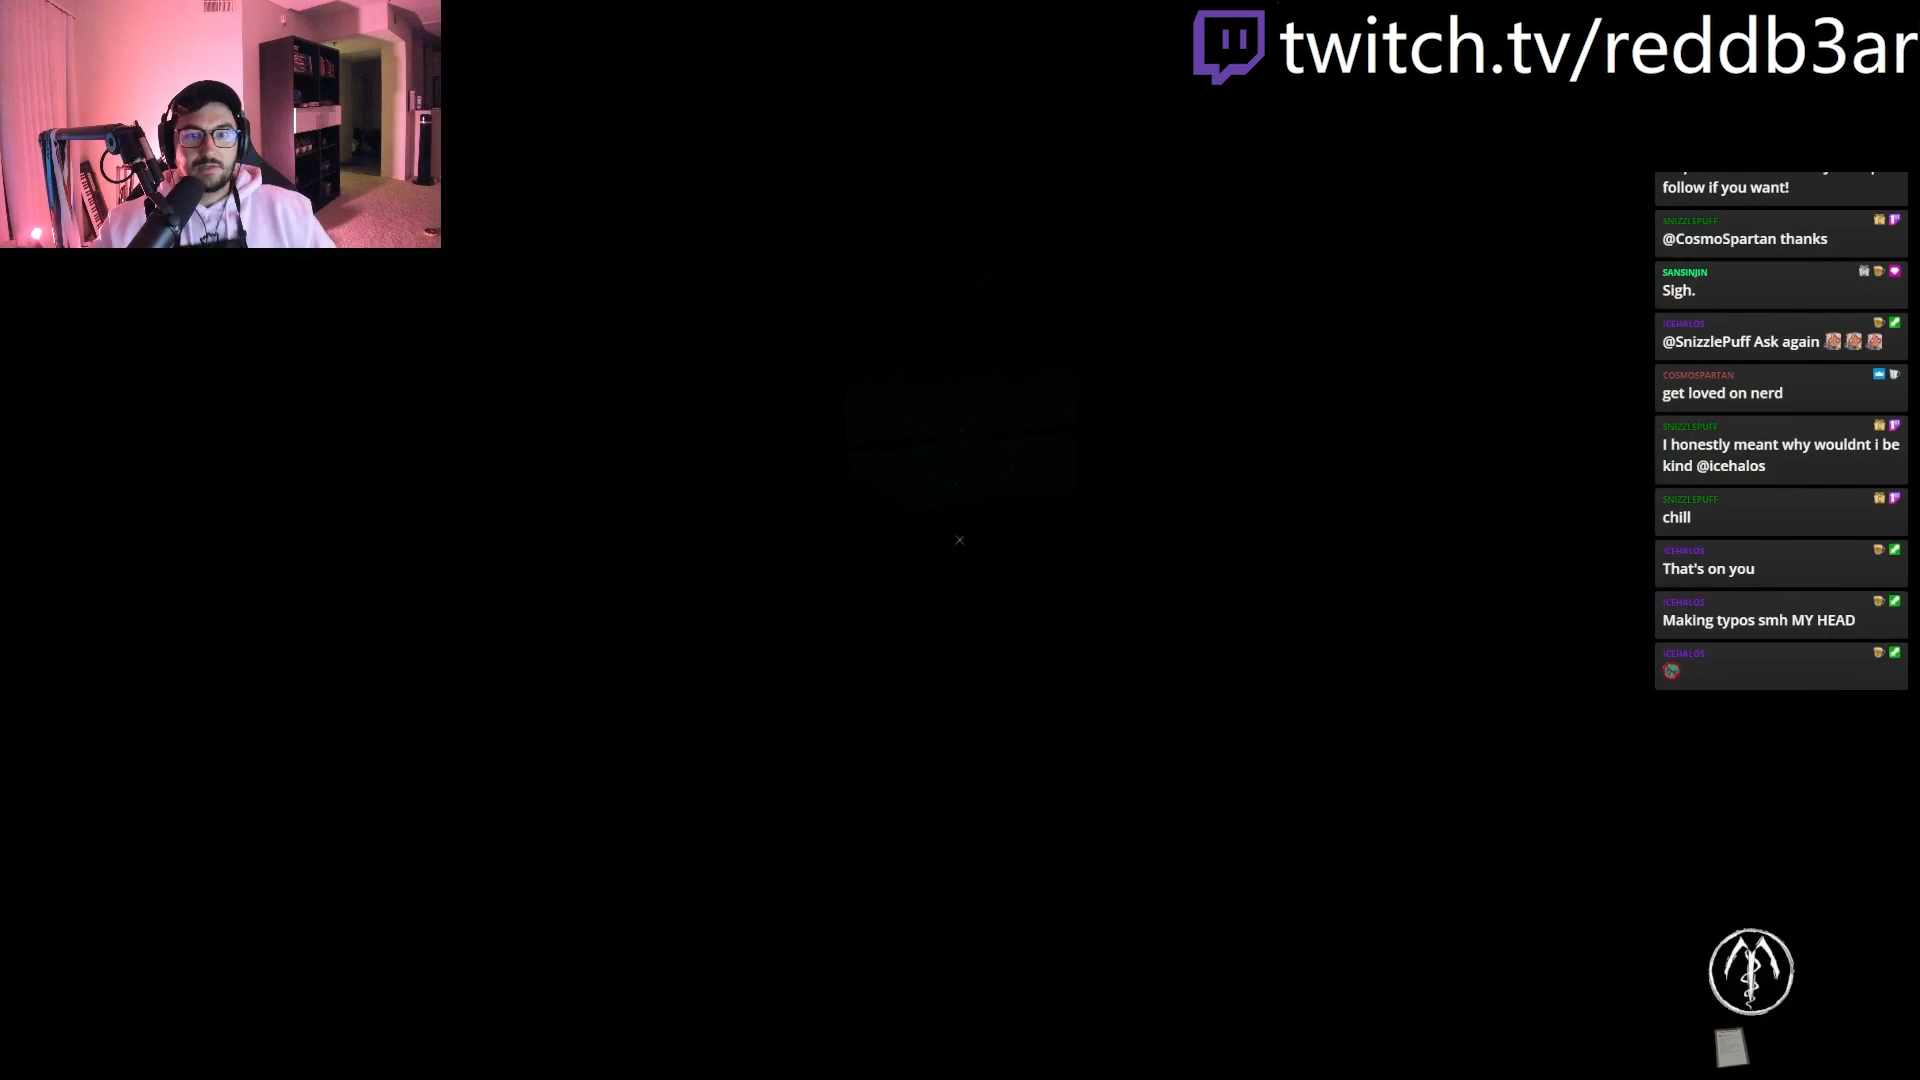 twitch.tv/reddb3ar
follow if you want!
SNIZZLEPUFF
@CosmoSpartan thanks
SANSINJIN
Sigh.
ICEHALOS
@SnizzlePuff Ask again
COSMOSPARTAN
get loved on nerd
SNIZZLEPUFF
I honestly meant why wouldnt i be
kind @icehalos
SNIZZLEPUFF
chill
ICEHALOS
That's on you
ICEHALOS
Making typos smh MY HEAD
ICEHALOS